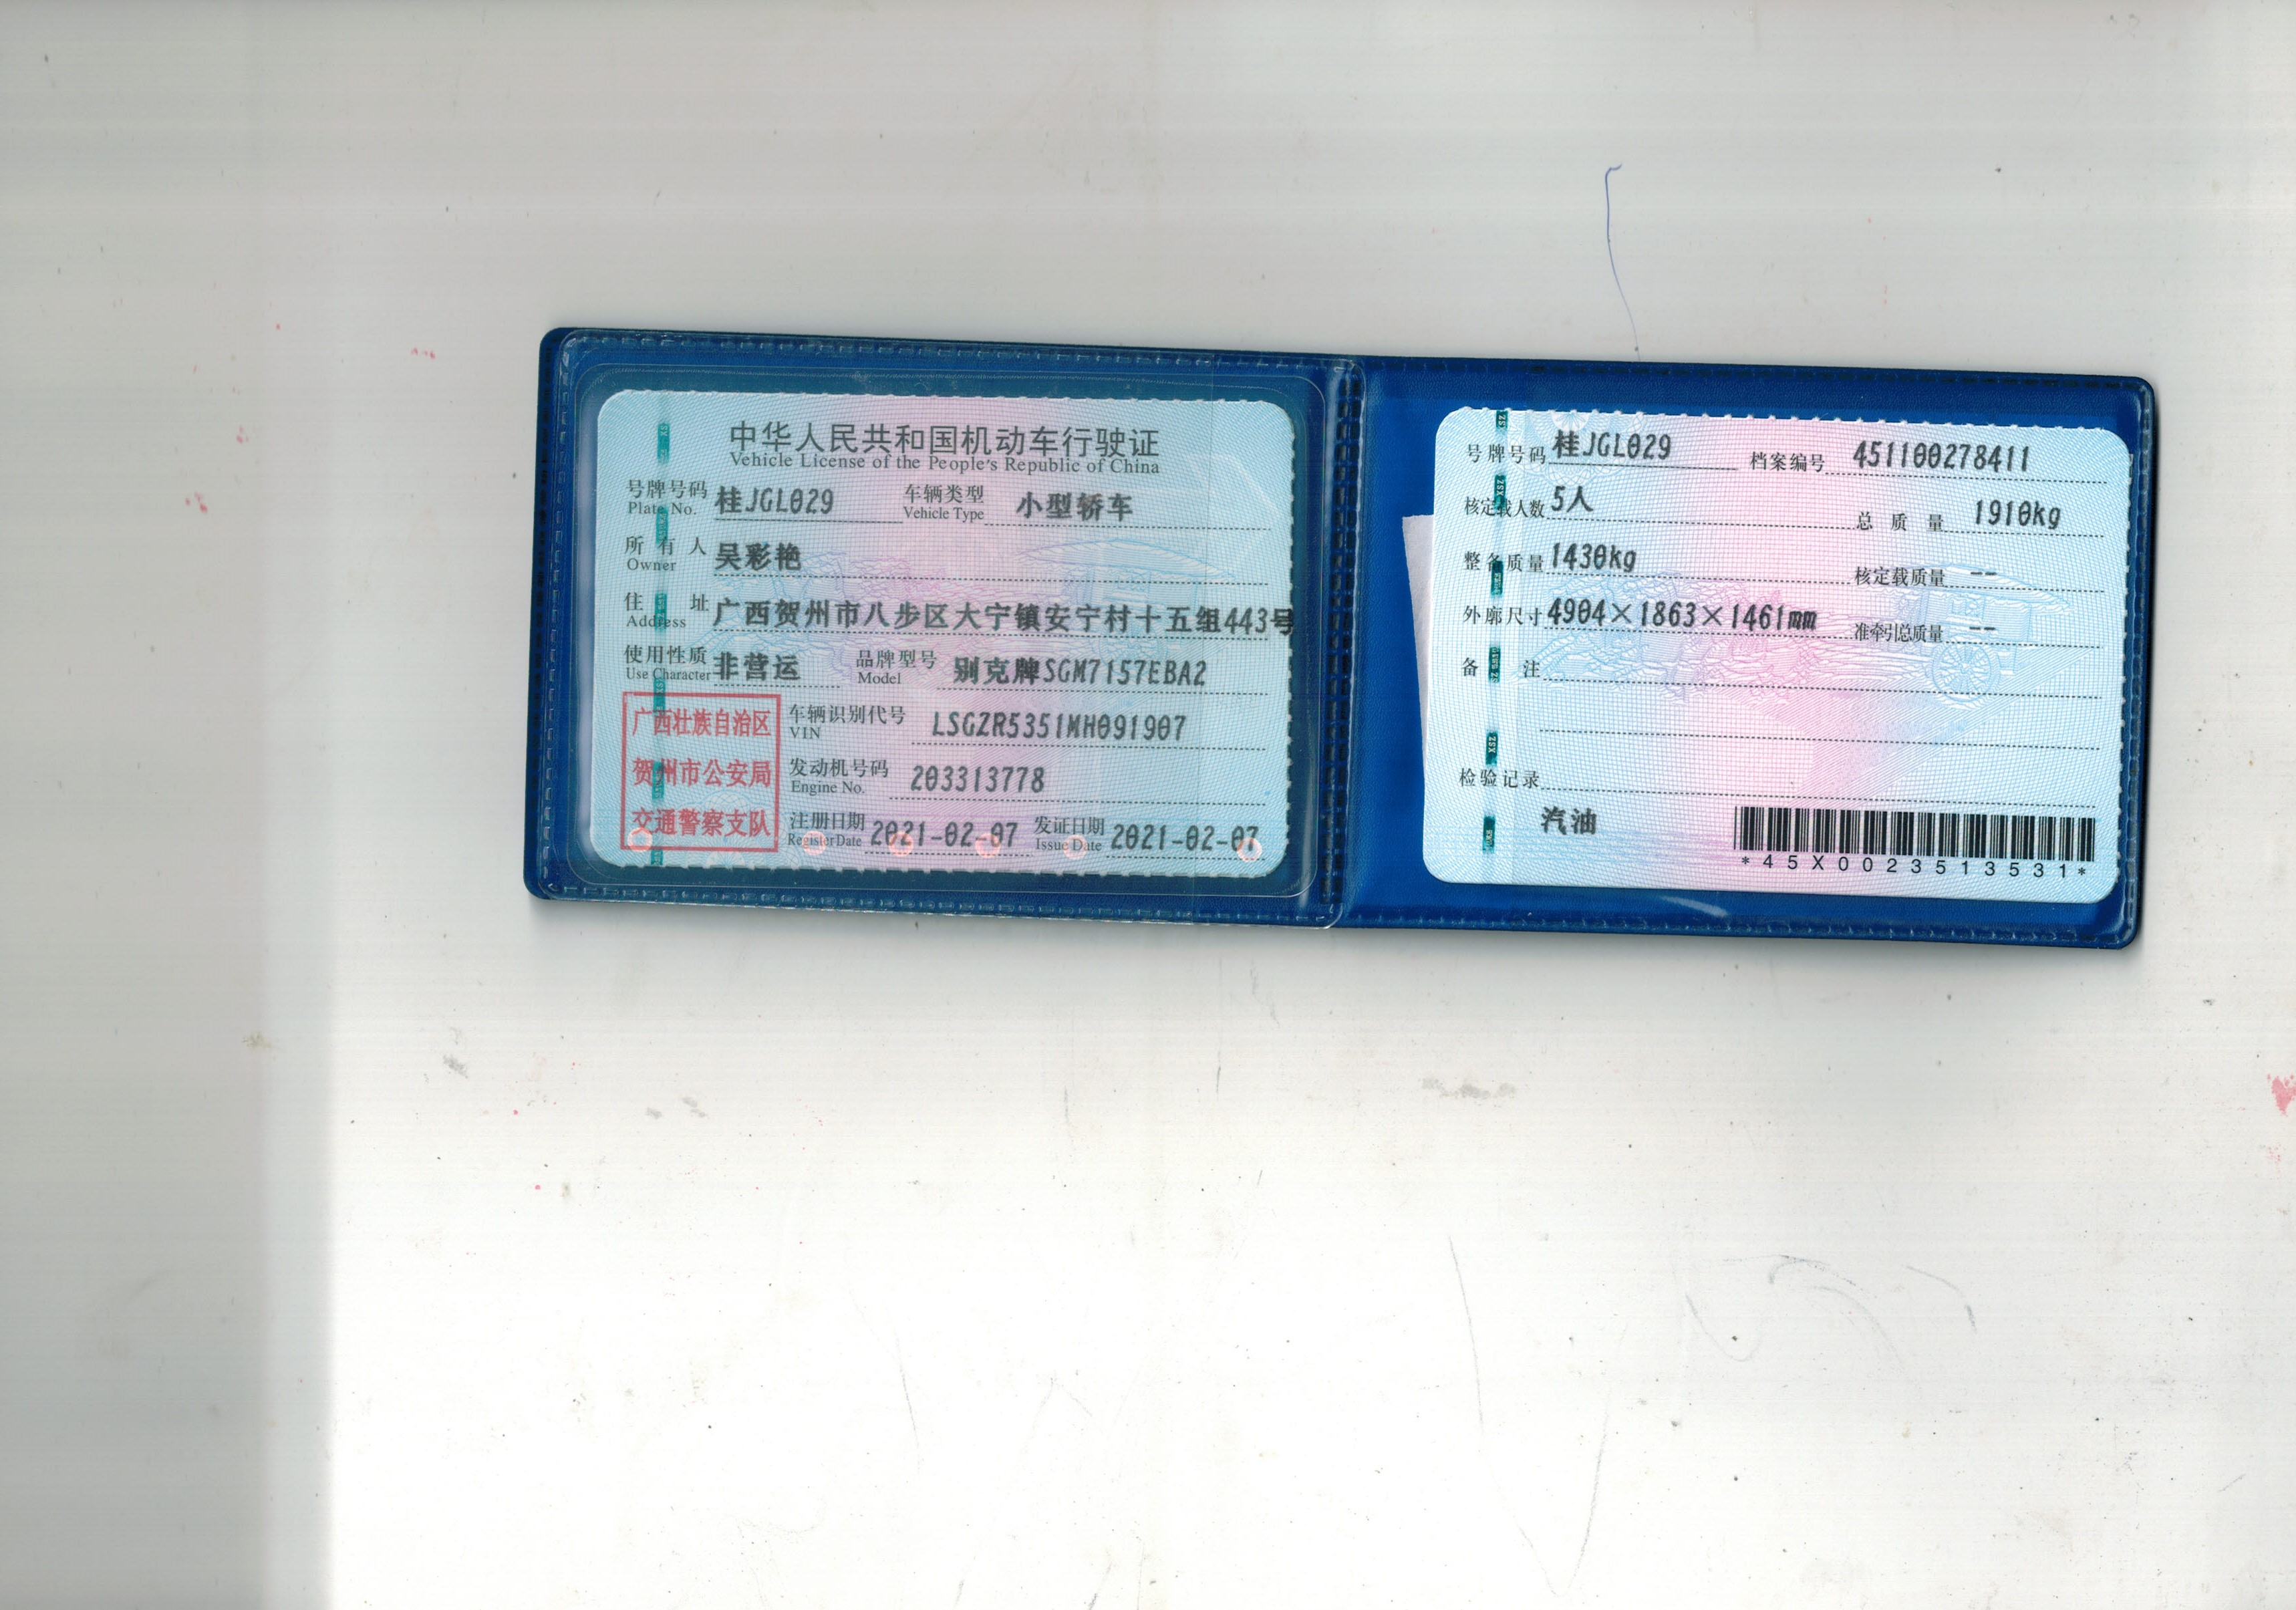 中华人民共和国机动车行驶证
Vehicle License of the People's Republic of China
号牌号码 桂JGL029 车辆类型 小型轿车
Plate No. Vehicle Type
所有人 吴彩艳
Owner
住址 广西贺州市八步区大宁镇安宁村十五组443号
Address
使用性质 非营运 品牌型号 别克牌SGM7157EBA2
Use Character Model
广西壮族自治区
贺州市公安局
交通警察支队
车辆识别代号 LSGZR5351MH091907
VIN
发动机号码 203313778
Engine No.
注册日期 2021-02-07 发证日期 2021-02-07
Register Date Issue Date
号牌号码 桂JGL029 档案编号 451100278411
核定载人数 5人 总质量 1910kg
整备质量 1430kg 核定载质量 --
外廓尺寸 4904×1863×1461mm 准牵引总质量 --
备注
检验记录
汽油
*45X0023513531*